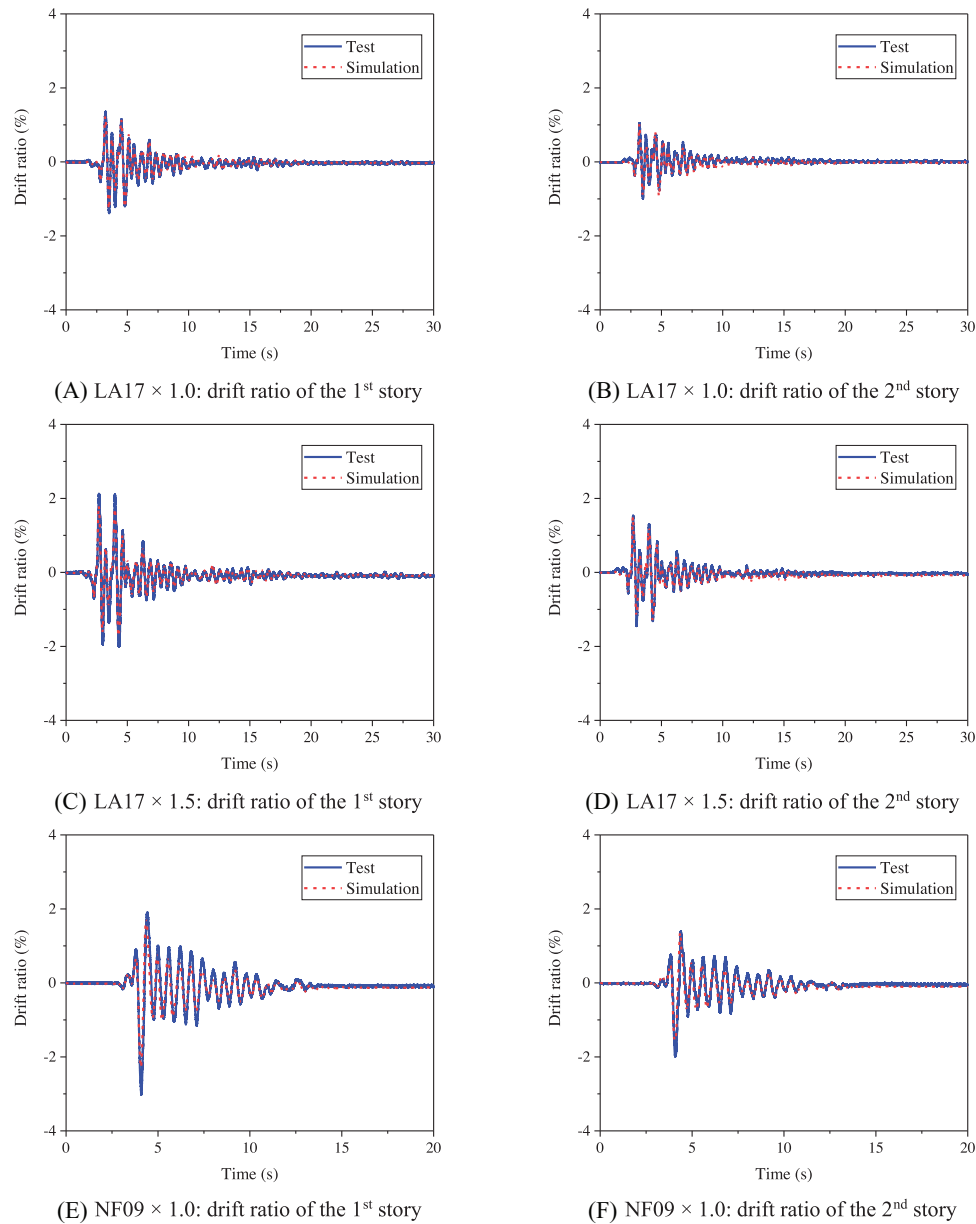 4
2
0
-2
-4
Drift ratio (%)
Test
Simulation
0 5 10 15 20 25 30
Time (s)
(A) LA17 × 1.0: drift ratio of the 1st story
4
2
0
-2
-4
Drift ratio (%)
Test
Simulation
0 5 10 15 20 25 30
Time (s)
(B) LA17 × 1.0: drift ratio of the 2nd story
4
2
0
-2
-4
Drift ratio (%)
Test
Simulation
0 5 10 15 20 25 30
Time (s)
(C) LA17 × 1.5: drift ratio of the 1st story
4
2
0
-2
-4
Drift ratio (%)
Test
Simulation
0 5 10 15 20 25 30
Time (s)
(D) LA17 × 1.5: drift ratio of the 2nd story
4
2
0
-2
-4
Drift ratio (%)
Test
Simulation
0 5 10 15 20
Time (s)
(E) NF09 × 1.0: drift ratio of the 1st story
4
2
0
-2
-4
Drift ratio (%)
Test
Simulation
0 5 10 15 20
Time (s)
(F) NF09 × 1.0: drift ratio of the 2nd story